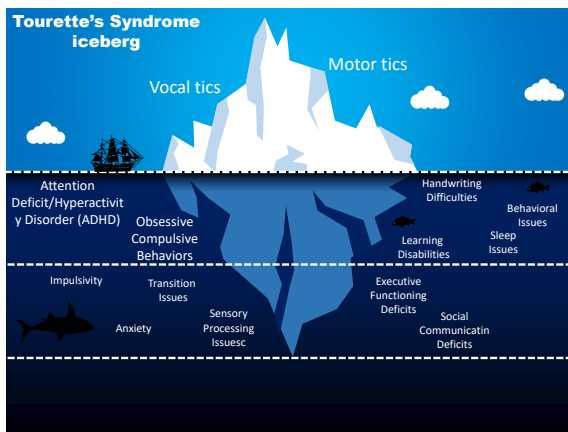 Tourette's Syndrome
iceberg
Vocal tics
Motor tics
Attention
Deficit/Hyperactivit
y Disorder (ADHD)
Obsessive
Compulsive
Behaviors
Handwriting
Difficulties
Behavioral
Issues
Learning
Disabilities
Sleep
Issues
Impulsivity
Transition
Issues
Anxiety
Sensory
Processing
Issuesc
Executive
Functioning
Deficits
Social
Communicatin
Deficits